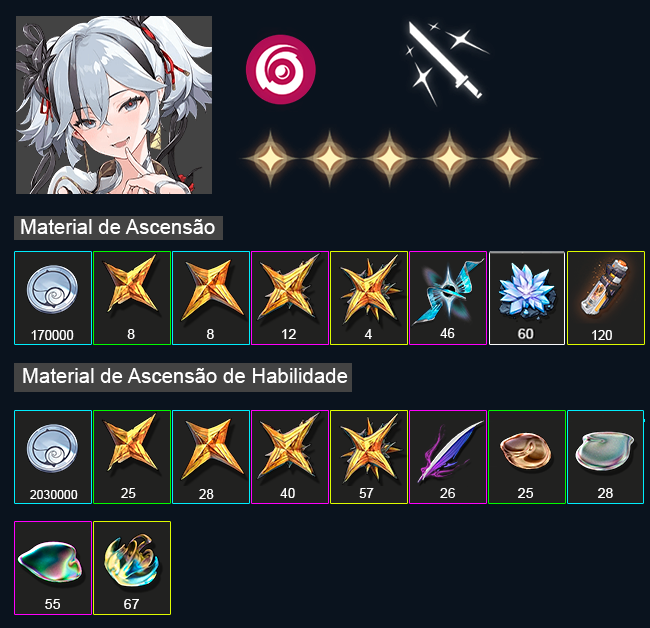 Material de Ascensão
170000 8 8 12 4 46 60 120
Material de Ascensão de Habilidade
2030000 25 28 40 57 26 25 28
55 67